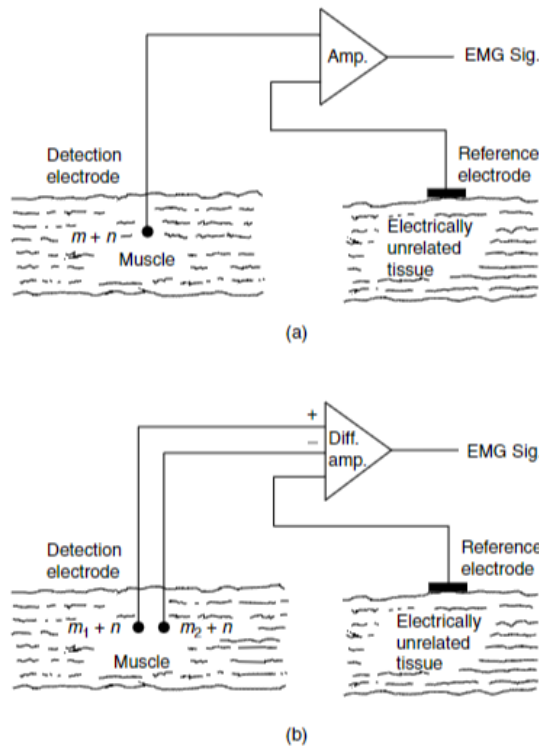 Amp.
EMG Sig.
Detection
electrode
Reference
electrode
m + n
Muscle
Electrically
unrelated
tissue
(a)
+
–
Diff.
amp.
EMG Sig.
Detection
electrode
Reference
electrode
m1 + n
m2 + n
Muscle
Electrically
unrelated
tissue
(b)